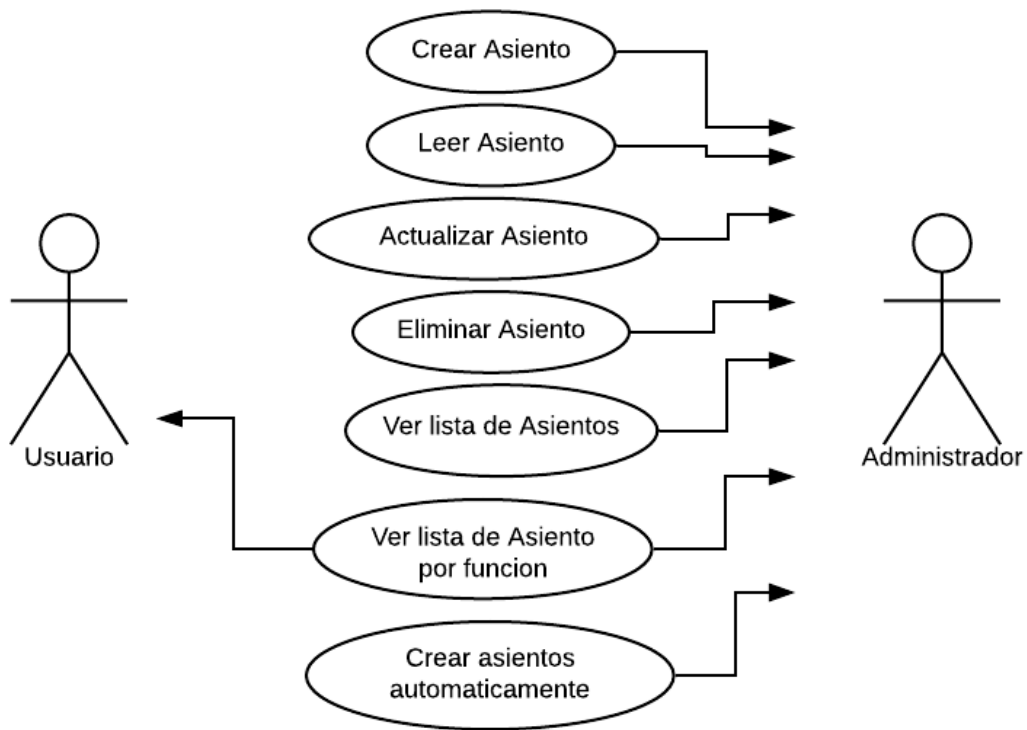 Crear Asiento
Leer Asiento
Actualizar Asiento
Eliminar Asiento
Ver lista de Asientos
Usuario
Administrador
Ver lista de Asiento
por funcion
Crear asientos
automaticamente